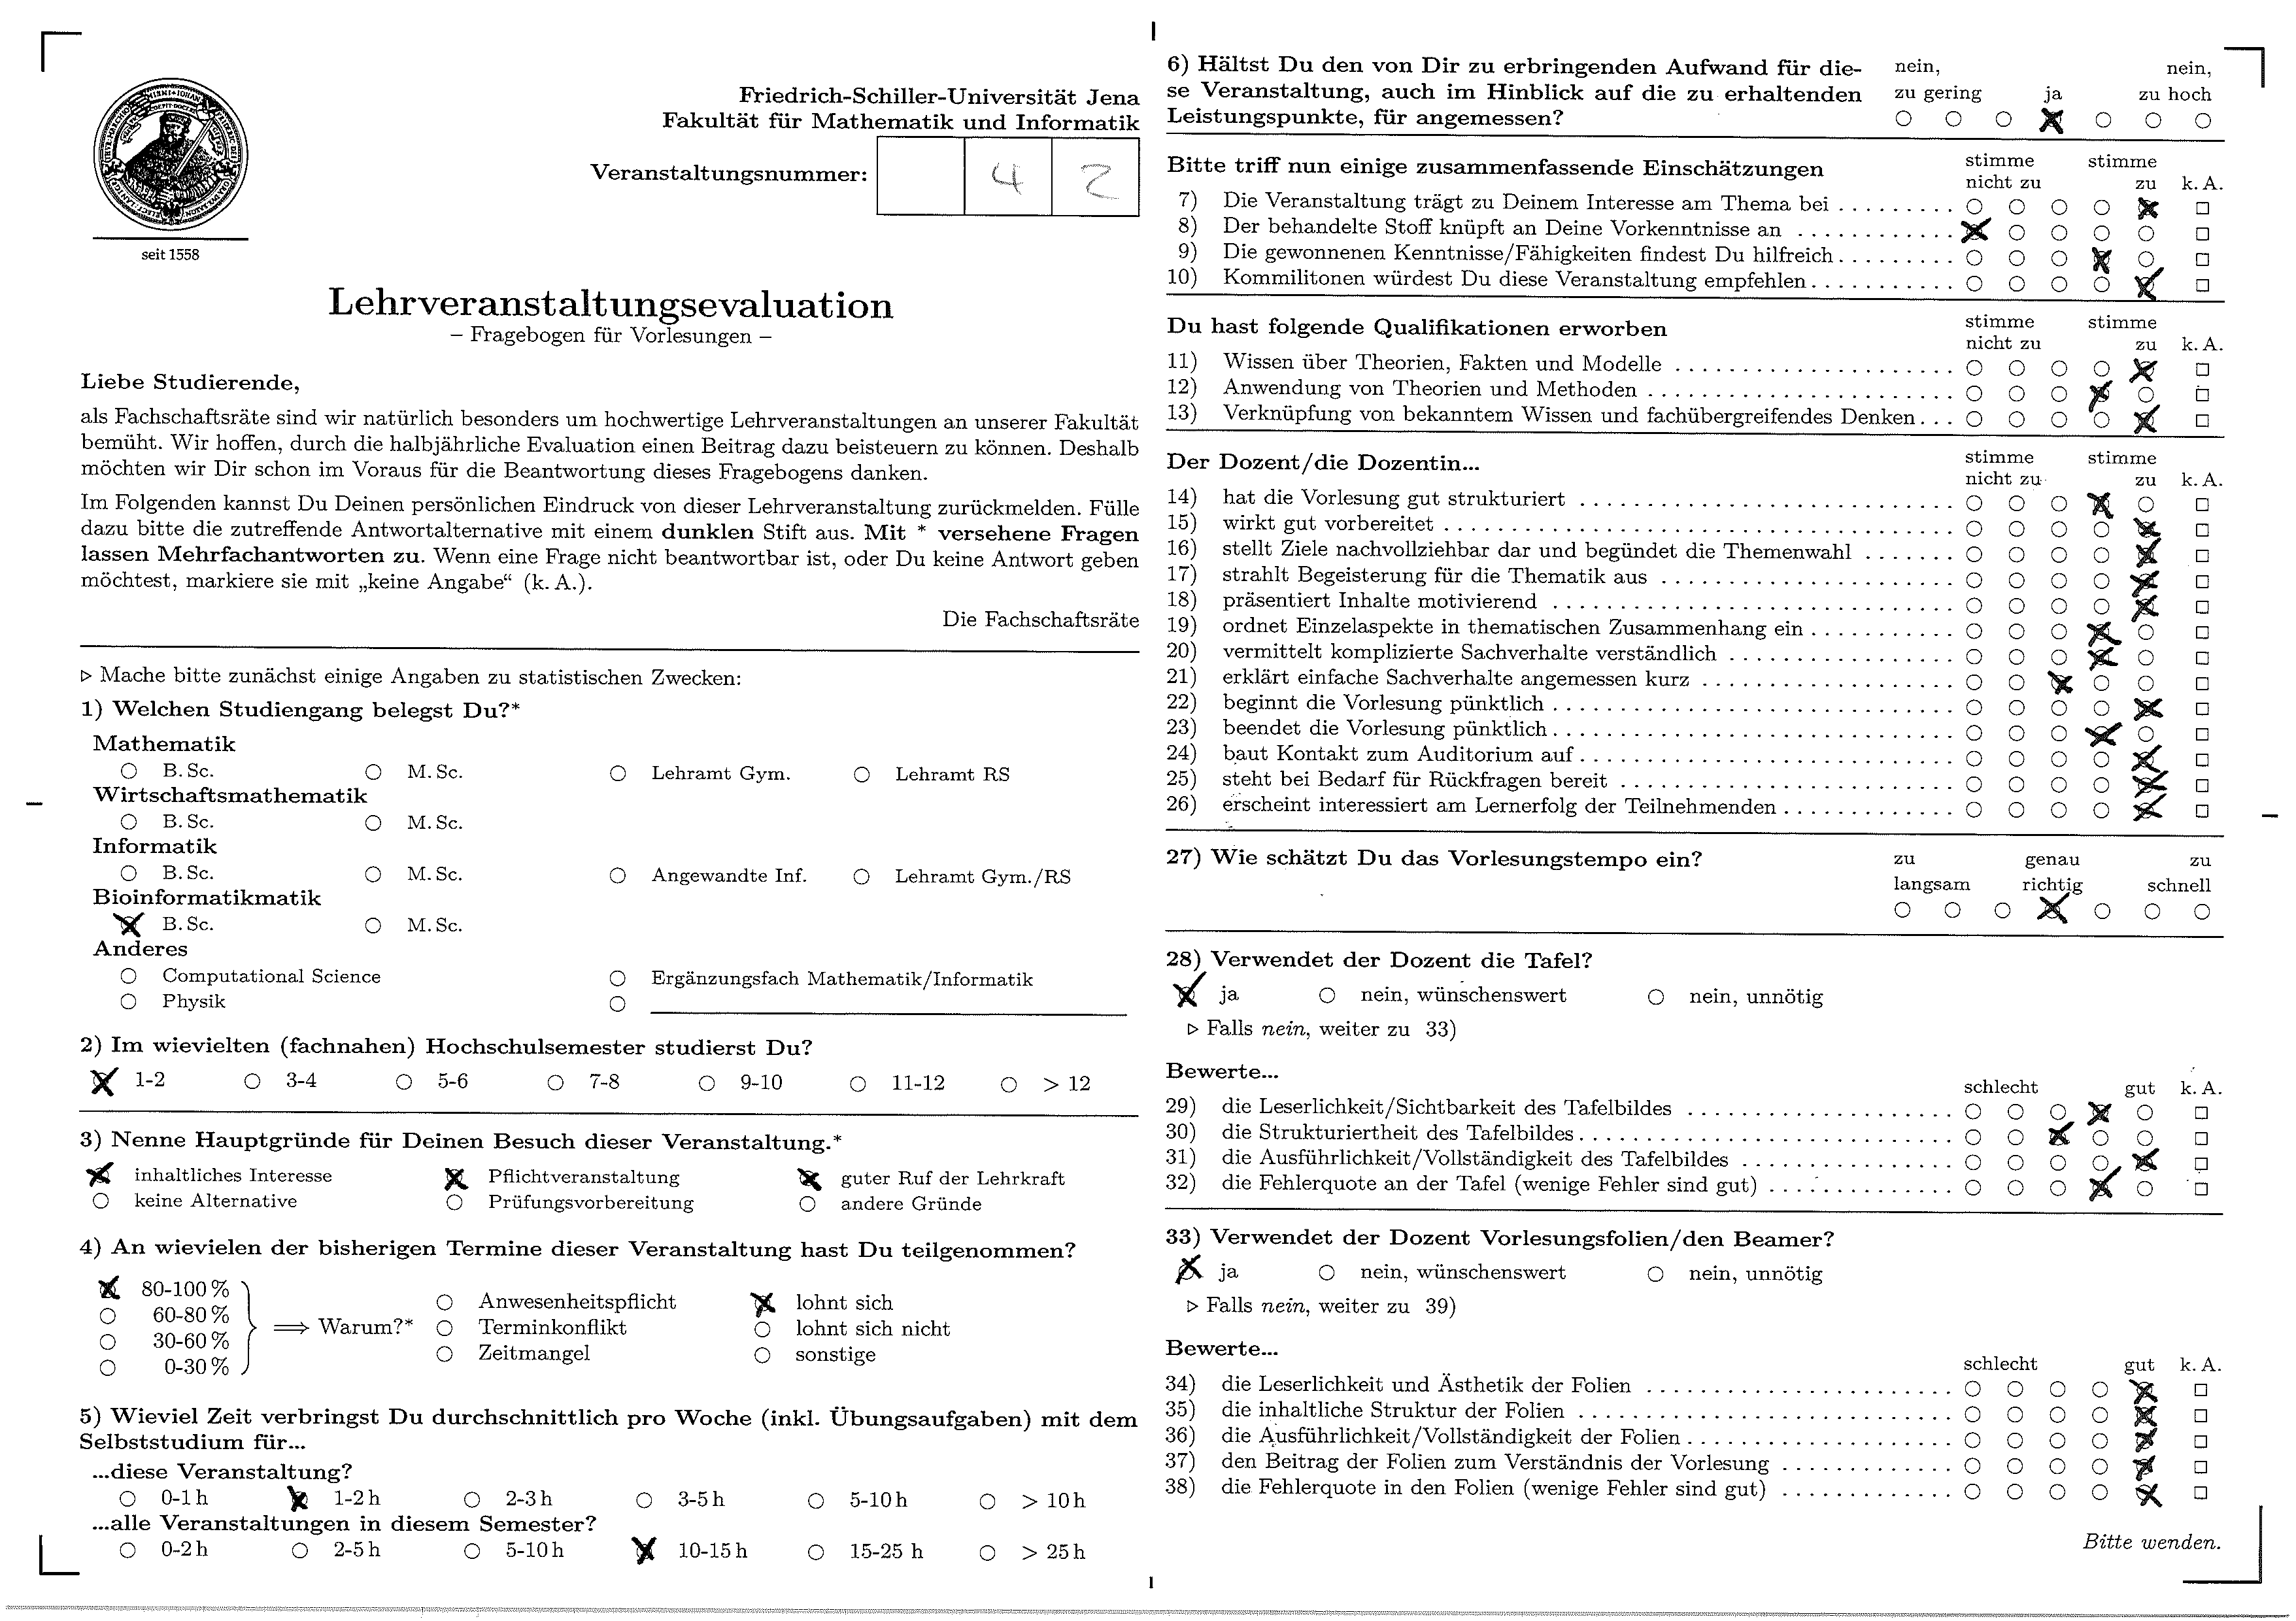 seit 1558
Friedrich-Schiller-Universität Jena
Fakultät für Mathematik und Informatik
Veranstaltungsnummer: 4 2
Lehrveranstaltungsevaluation
– Fragebogen für Vorlesungen –
Liebe Studierende,
als Fachschaftsräte sind wir natürlich besonders um hochwertige Lehrveranstaltungen an unserer Fakultät
bemüht. Wir hoffen, durch die halbjährliche Evaluation einen Beitrag dazu beisteuern zu können. Deshalb
möchten wir Dir schon im Voraus für die Beantwortung dieses Fragebogens danken.
Im Folgenden kannst Du Deinen persönlichen Eindruck von dieser Lehrveranstaltung zurückmelden. Fülle
dazu bitte die zutreffende Antwortalternative mit einem dunklen Stift aus. Mit * versehene Fragen
lassen Mehrfachantworten zu. Wenn eine Frage nicht beantwortbar ist, oder Du keine Antwort geben
möchtest, markiere sie mit „keine Angabe“ (k. A.).
Die Fachschaftsräte
▷ Mache bitte zunächst einige Angaben zu statistischen Zwecken:
1) Welchen Studiengang belegst Du?*
Mathematik
B. Sc. M. Sc. Lehramt Gym. Lehramt RS
Wirtschaftsmathematik
B. Sc. M. Sc.
Informatik
B. Sc. M. Sc. Angewandte Inf. Lehramt Gym./RS
Bioinformatikmatik
B. Sc. M. Sc.
Anderes
Computational Science Ergänzungsfach Mathematik/Informatik
Physik
2) Im wievielten (fachnahen) Hochschulsemester studierst Du?
1-2 3-4 5-6 7-8 9-10 11-12 > 12
3) Nenne Hauptgründe für Deinen Besuch dieser Veranstaltung.*
inhaltliches Interesse Pflichtveranstaltung guter Ruf der Lehrkraft
keine Alternative Prüfungsvorbereitung andere Gründe
4) An wievielen der bisherigen Termine dieser Veranstaltung hast Du teilgenommen?
80-100 %
60-80 %
30-60 %
0-30 %
⟹ Warum?*
Anwesenheitspflicht lohnt sich
Terminkonflikt lohnt sich nicht
Zeitmangel sonstige
5) Wieviel Zeit verbringst Du durchschnittlich pro Woche (inkl. Übungsaufgaben) mit dem
Selbststudium für...
...diese Veranstaltung?
0-1 h 1-2 h 2-3 h 3-5 h 5-10 h > 10 h
...alle Veranstaltungen in diesem Semester?
0-2 h 2-5 h 5-10 h 10-15 h 15-25 h > 25 h
6) Hältst Du den von Dir zu erbringenden Aufwand für die-
se Veranstaltung, auch im Hinblick auf die zu erhaltenden
Leistungspunkte, für angemessen?
nein, nein,
zu gering ja zu hoch
Bitte triff nun einige zusammenfassende Einschätzungen
stimme stimme
nicht zu zu k. A.
7) Die Veranstaltung trägt zu Deinem Interesse am Thema bei
8) Der behandelte Stoff knüpft an Deine Vorkenntnisse an
9) Die gewonnenen Kenntnisse/Fähigkeiten findest Du hilfreich
10) Kommilitonen würdest Du diese Veranstaltung empfehlen
Du hast folgende Qualifikationen erworben
stimme stimme
nicht zu zu k. A.
11) Wissen über Theorien, Fakten und Modelle
12) Anwendung von Theorien und Methoden
13) Verknüpfung von bekanntem Wissen und fachübergreifendes Denken
Der Dozent/die Dozentin...
stimme stimme
nicht zu zu k. A.
14) hat die Vorlesung gut strukturiert
15) wirkt gut vorbereitet
16) stellt Ziele nachvollziehbar dar und begündet die Themenwahl
17) strahlt Begeisterung für die Thematik aus
18) präsentiert Inhalte motivierend
19) ordnet Einzelaspekte in thematischen Zusammenhang ein
20) vermittelt komplizierte Sachverhalte verständlich
21) erklärt einfache Sachverhalte angemessen kurz
22) beginnt die Vorlesung pünktlich
23) beendet die Vorlesung pünktlich
24) baut Kontakt zum Auditorium auf
25) steht bei Bedarf für Rückfragen bereit
26) erscheint interessiert am Lernerfolg der Teilnehmenden
27) Wie schätzt Du das Vorlesungstempo ein?
zu genau zu
langsam richtig schnell
28) Verwendet der Dozent die Tafel?
ja nein, wünschenswert nein, unnötig
▷ Falls nein, weiter zu 33)
Bewerte...
schlecht gut k. A.
29) die Leserlichkeit/Sichtbarkeit des Tafelbildes
30) die Strukturiertheit des Tafelbildes
31) die Ausführlichkeit/Vollständigkeit des Tafelbildes
32) die Fehlerquote an der Tafel (wenige Fehler sind gut)
33) Verwendet der Dozent Vorlesungsfolien/den Beamer?
ja nein, wünschenswert nein, unnötig
▷ Falls nein, weiter zu 39)
Bewerte...
schlecht gut k. A.
34) die Leserlichkeit und Ästhetik der Folien
35) die inhaltliche Struktur der Folien
36) die Ausführlichkeit/Vollständigkeit der Folien
37) den Beitrag der Folien zum Verständnis der Vorlesung
38) die Fehlerquote in den Folien (wenige Fehler sind gut)
Bitte wenden.